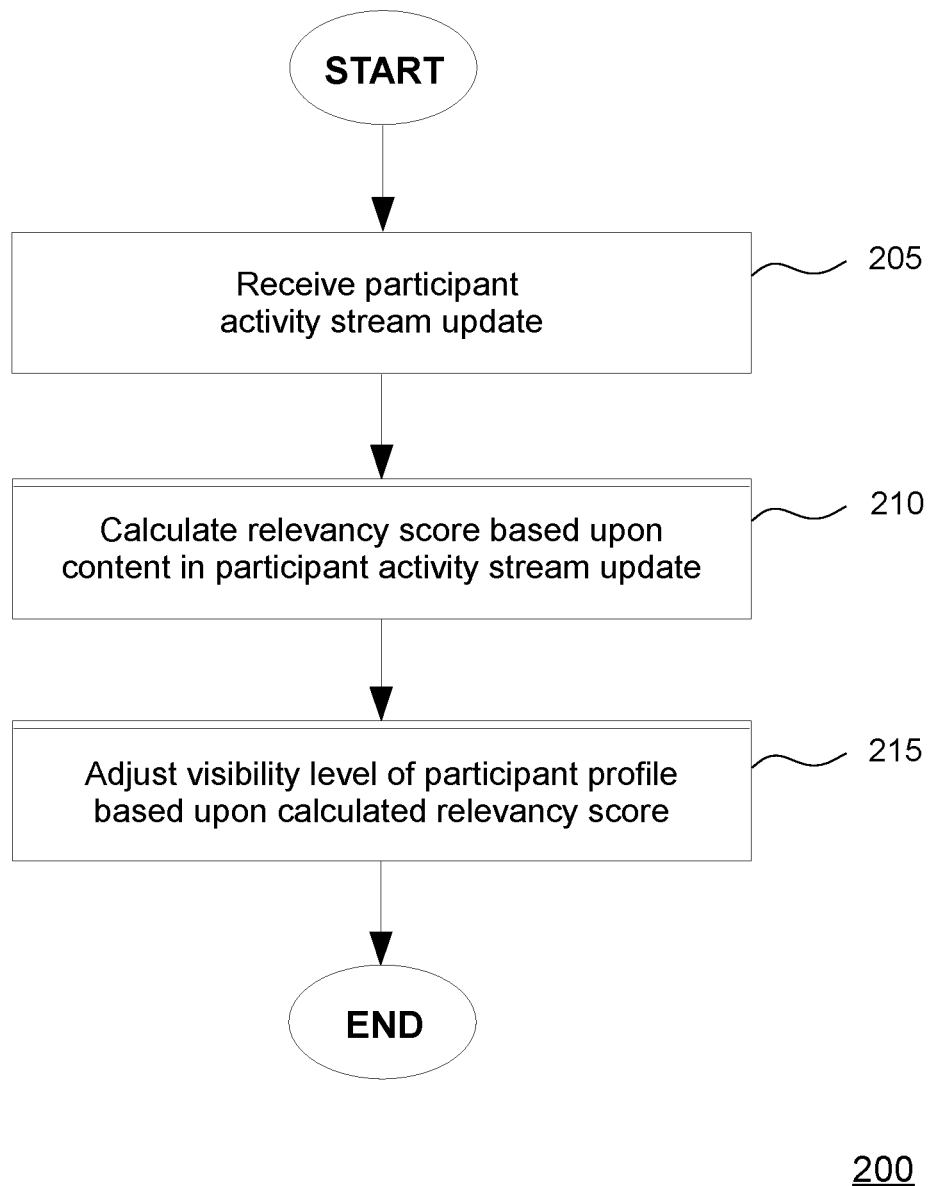 START
Receive participant
activity stream update
205
Calculate relevancy score based upon
content in participant activity stream update
210
Adjust visibility level of participant profile
based upon calculated relevancy score
215
END
200